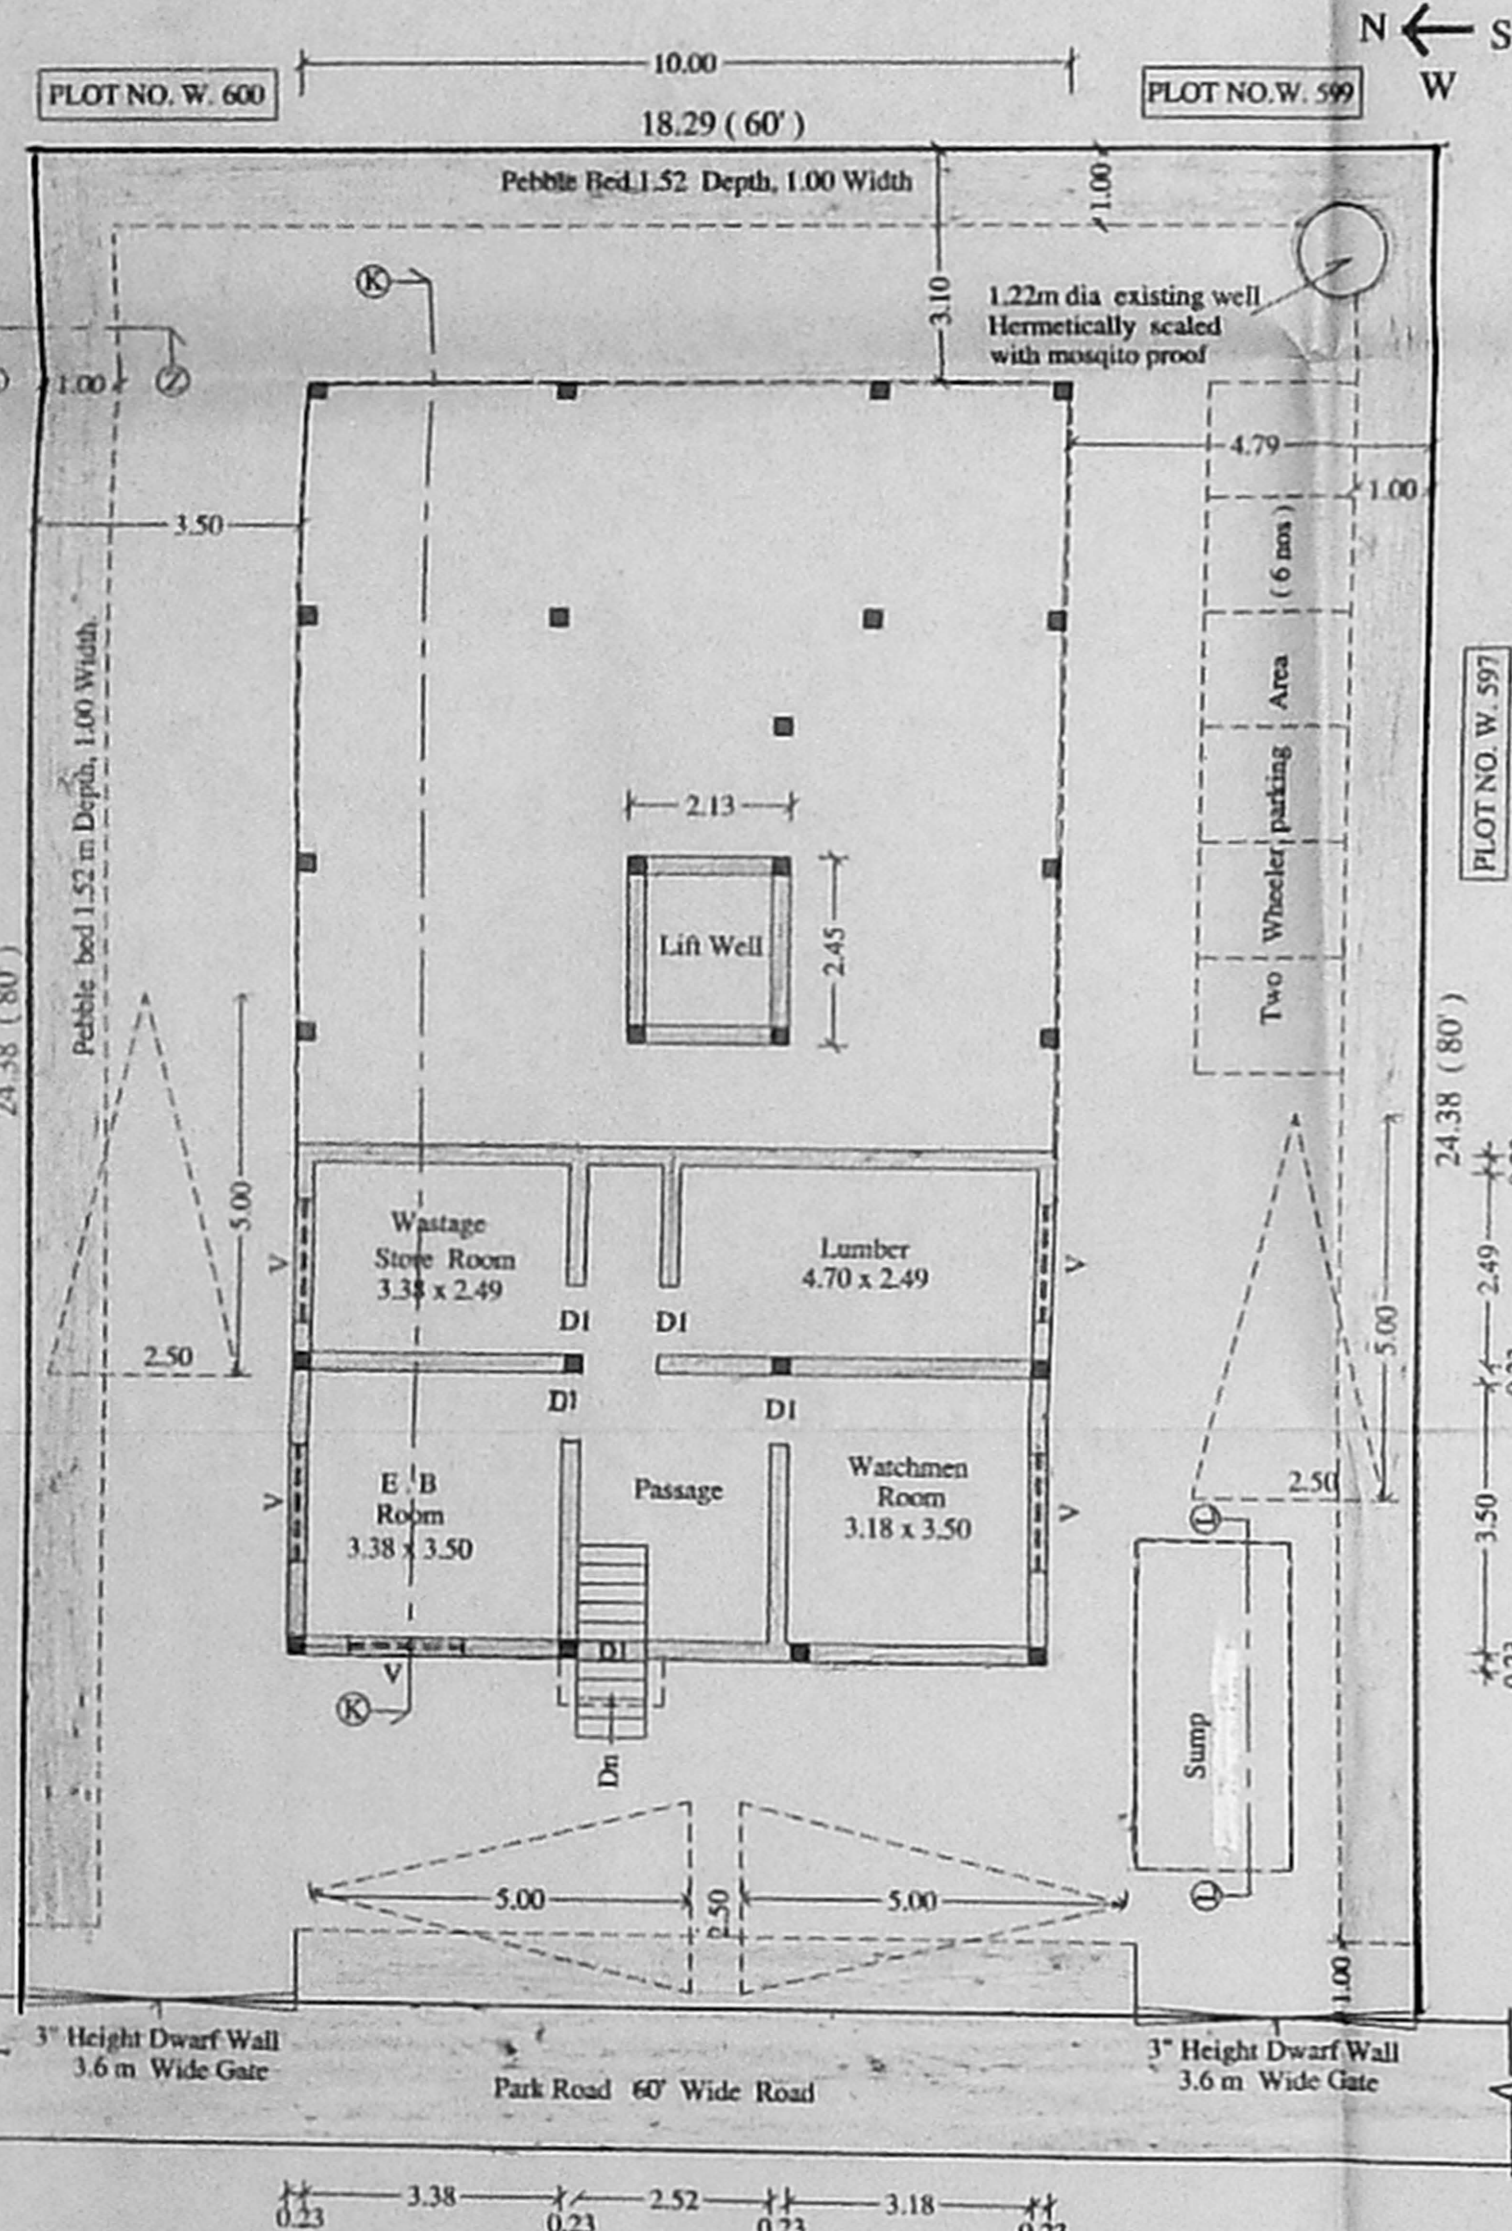 N S
W
10.00
PLOT NO. W. 600
PLOT NO.W. 599
18.29 ( 60' )
Pebble Bed 1.52 Depth, 1.00 Width
1.00
K
3.10
1.22m dia existing well
Hermetically scaled
with mosqito proof
1.00
4.79
1.00
3.50
Two Wheeler parking Area ( 6 nos )
Pebble bed 1.52 m Depth, 1.00 Width
PLOT NO. W. 597
2.13
Lift Well
2.45
24.38 ( 80' )
24.38 ( 80' )
5.00
2.50
V
Wastage
Store Room
3.38 x 2.49
D1
D1
Lumber
4.70 x 2.49
V
2.49
5.00
D1
D1
V
E . B
Room
3.38 x 3.50
Passage
Watchmen
Room
3.18 x 3.50
V
2.50
3.50
L
D1
V
K
Dn
Sump
5.00
2.50
5.00
L
1.00
3" Height Dwarf Wall
3.6 m Wide Gate
3" Height Dwarf Wall
3.6 m Wide Gate
Park Road 60' Wide Road
3.38
2.52
3.18
0.23
0.23
0.23